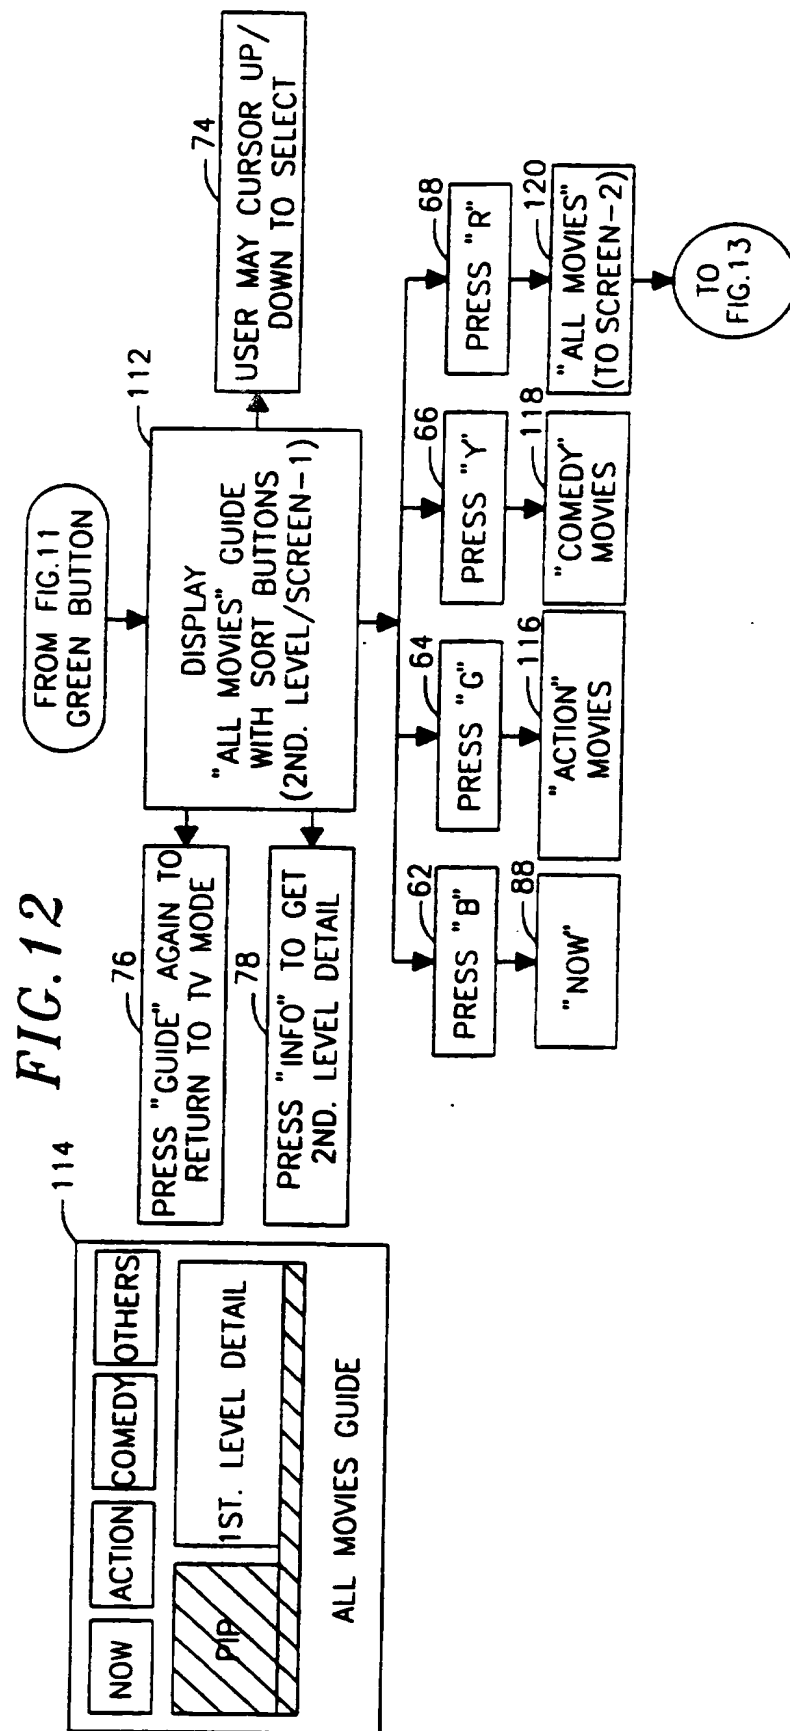 FIG.12
114
NOW
ACTION
COMEDY
OTHERS
PIP
1ST. LEVEL DETAIL
ALL MOVIES GUIDE
FROM FIG.11
GREEN BUTTON
112
DISPLAY
"ALL MOVIES" GUIDE
WITH SORT BUTTONS
(2ND. LEVEL/SCREEN-1)
74
USER MAY CURSOR UP/
DOWN TO SELECT
76
PRESS "GUIDE" AGAIN TO
RETURN TO TV MODE
78
PRESS "INFO" TO GET
2ND. LEVEL DETAIL
62
PRESS "B"
64
PRESS "G"
66
PRESS "Y"
68
PRESS "R"
88
"NOW"
116
"ACTION"
MOVIES
118
"COMEDY"
MOVIES
120
"ALL MOVIES"
(TO SCREEN-2)
TO
FIG.13